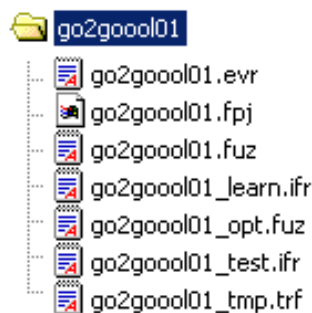 go2goool01
go2goool01.evr
go2goool01.fpj
go2goool01.fuz
go2goool01_learn.ifr
go2goool01_opt.fuz
go2goool01_test.ifr
go2goool01_tmp.trf